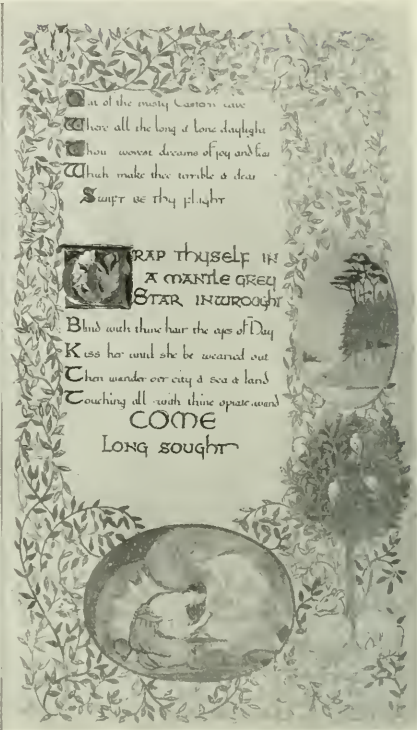 Out of the misty Eastern cave
Where all the long & lone daylight
Thou wovest dreams of joy and fear
Which make thee terrible & dear
Swift be thy flight
WRAP Thyself IN
A MANTLE GREY
STAR INWROUGHT
Blind with thine hair the eyes of Day
Kiss her until she be wearied out
Then wander oer city & sea & land
Touching all with thine opiate wand
COME
LONG SOUGHT